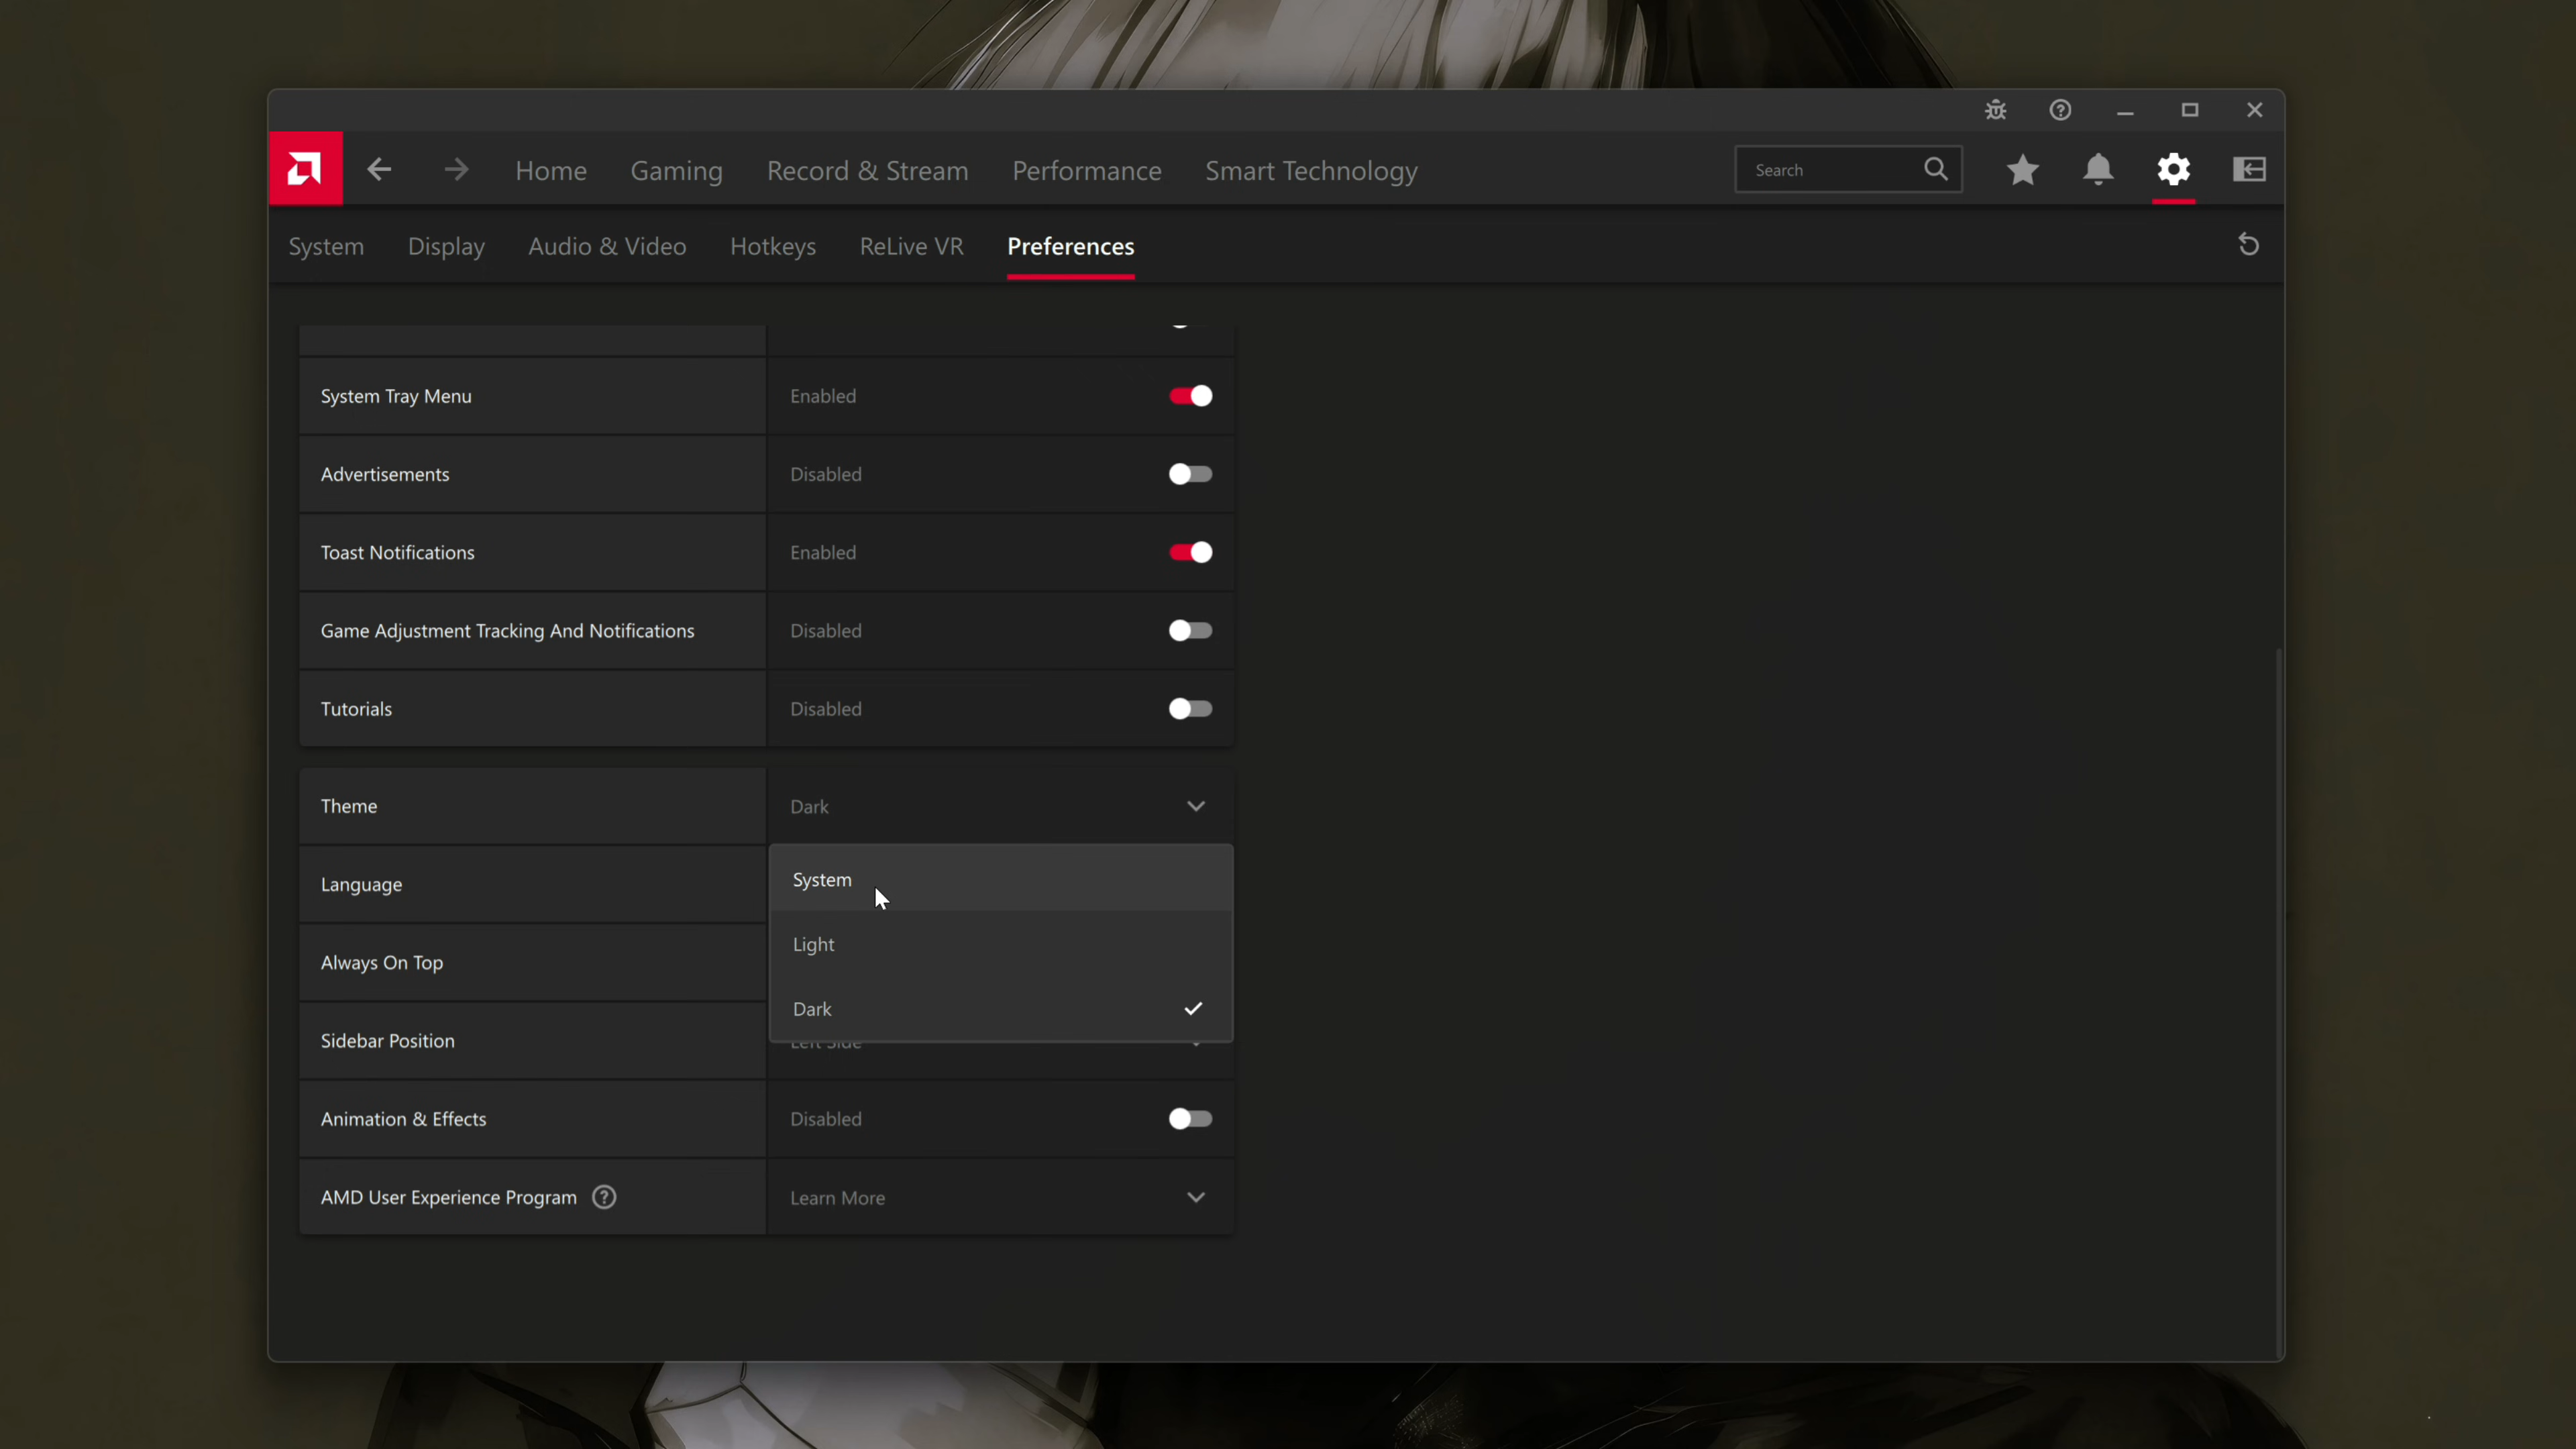 Home Gaming Record & Stream Performance Smart Technology Search
System Display Audio & Video Hotkeys ReLive VR Preferences
System Tray Menu Enabled
Advertisements Disabled
Toast Notifications Enabled
Game Adjustment Tracking And Notifications Disabled
Tutorials Disabled
Theme Dark
System
Language
Light
Always On Top
Dark
Sidebar Position Left Side
Animation & Effects Disabled
AMD User Experience Program Learn More